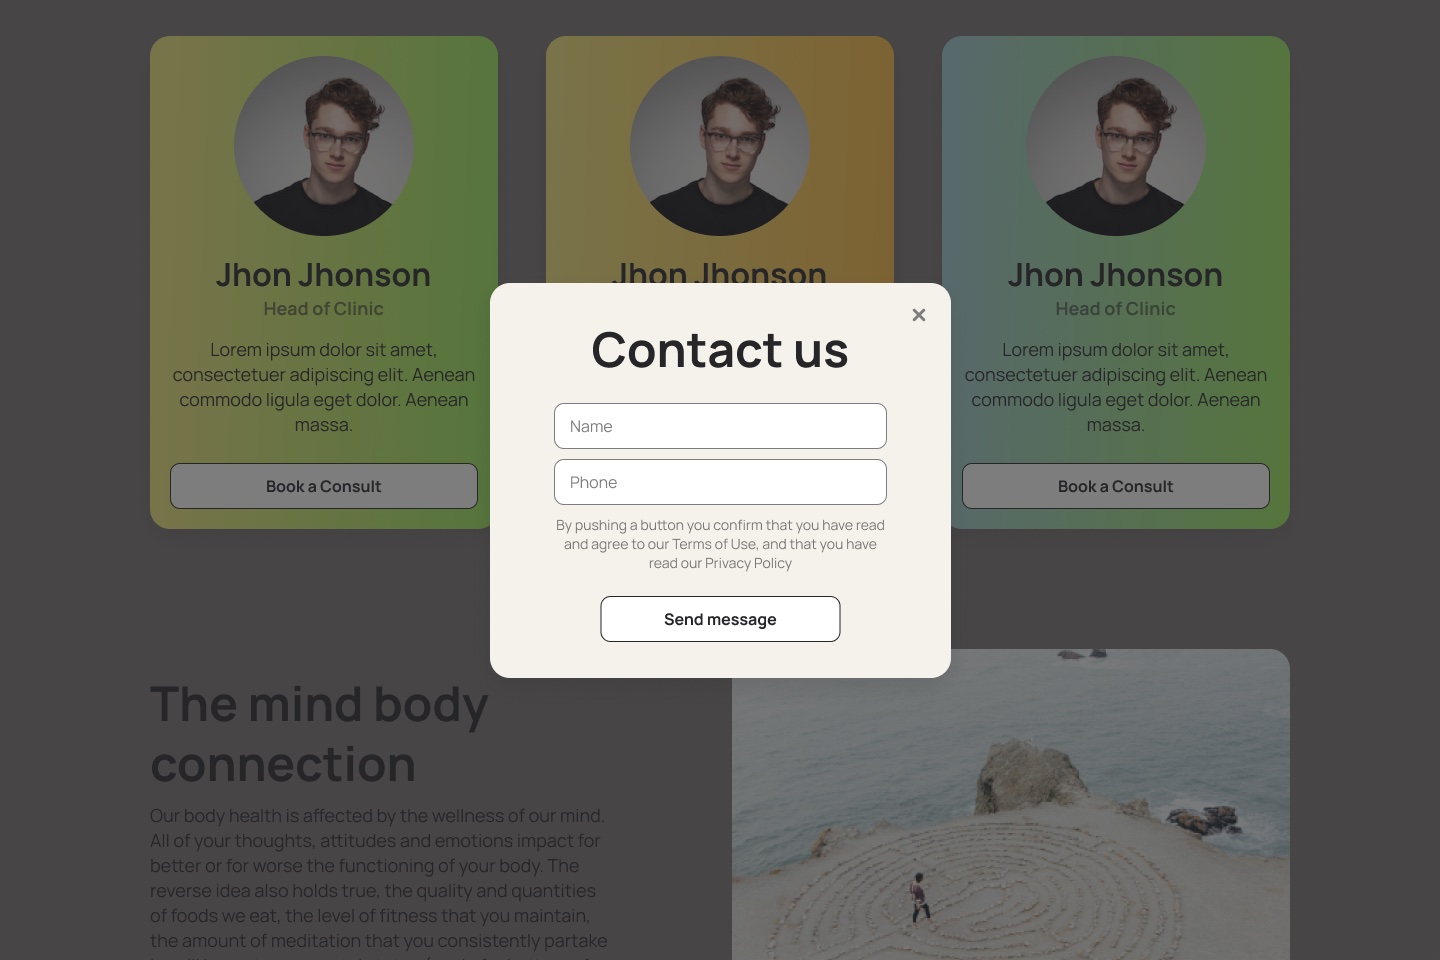 Jhon Jhonson
Head of Clinic
Lorem ipsum dolor sit amet,
consectetuer adipiscing elit. Aenean
commodo ligula eget dolor. Aenean
massa.
Book a Consult
Jhon Jhonson
Jhon Jhonson
Head of Clinic
Lorem ipsum dolor sit amet,
consectetuer adipiscing elit. Aenean
commodo ligula eget dolor. Aenean
massa.
Book a Consult
Contact us
Name
Phone
By pushing a button you confirm that you have read
and agree to our Terms of Use, and that you have
read our Privacy Policy
Send message
The mind body
connection
Our body health is affected by the wellness of our mind.
All of your thoughts, attitudes and emotions impact for
better or for worse the functioning of your body. The
reverse idea also holds true, the quality and quantities
of foods we eat, the level of fitness that you maintain,
the amount of meditation that you consistently partake